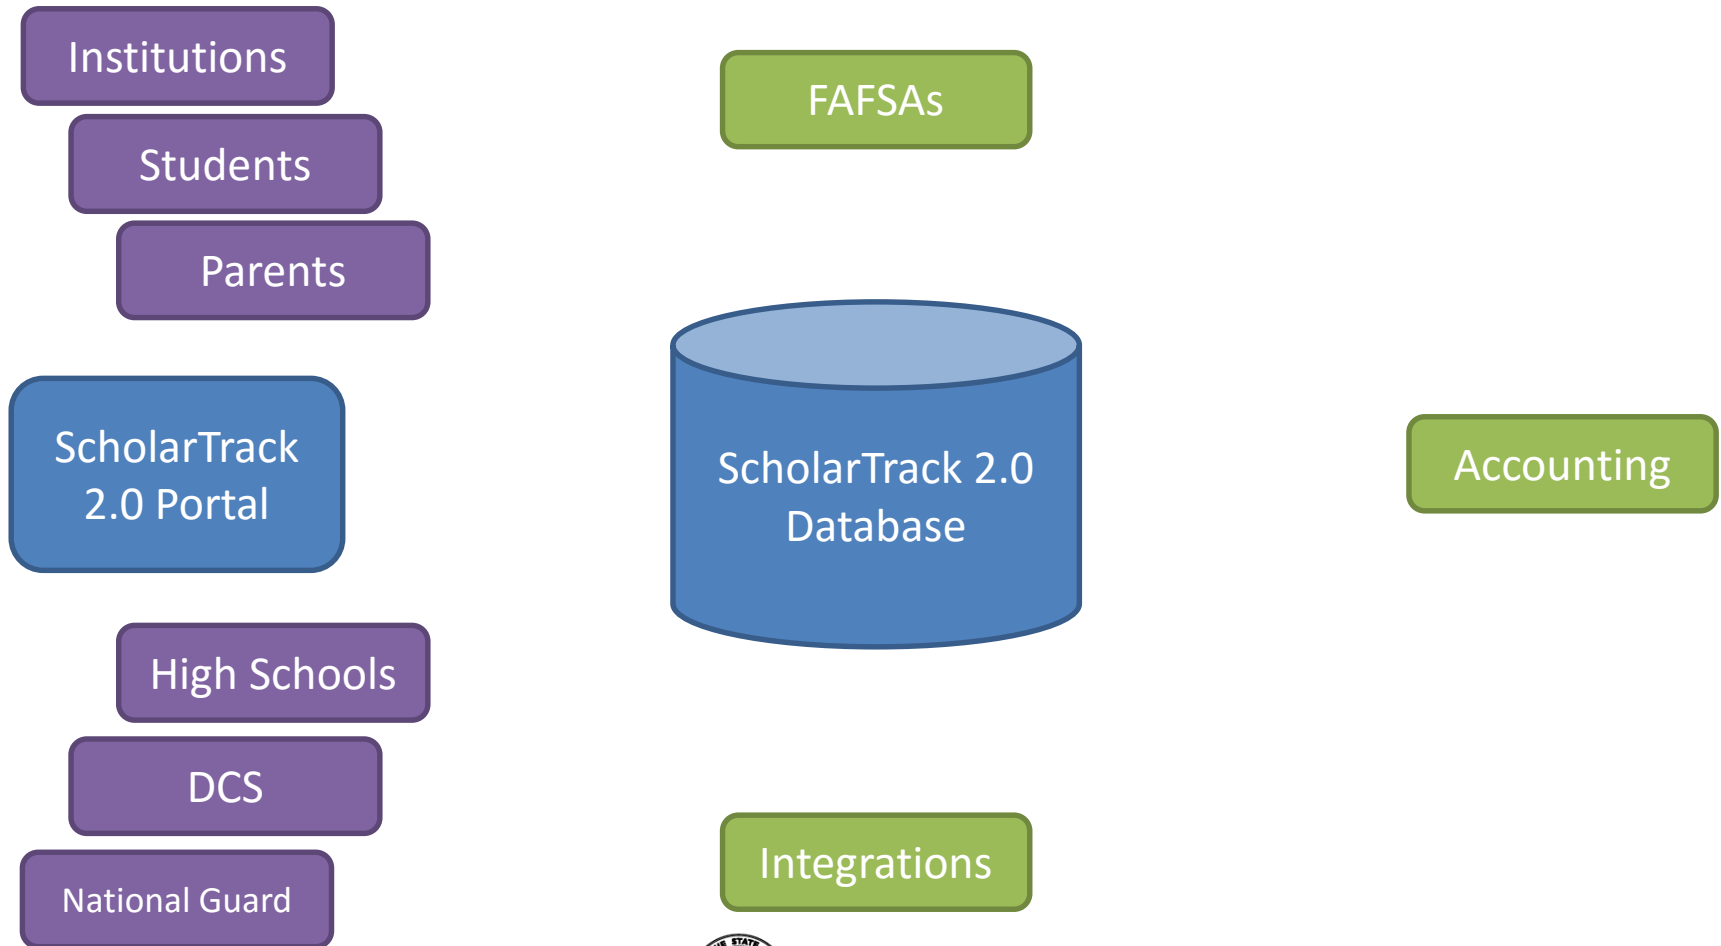 Institutions
Students
Parents
FAFSAs
ScholarTrack
2.0 Portal
ScholarTrack 2.0
Database
Accounting
High Schools
DCS
National Guard
Integrations
STATE